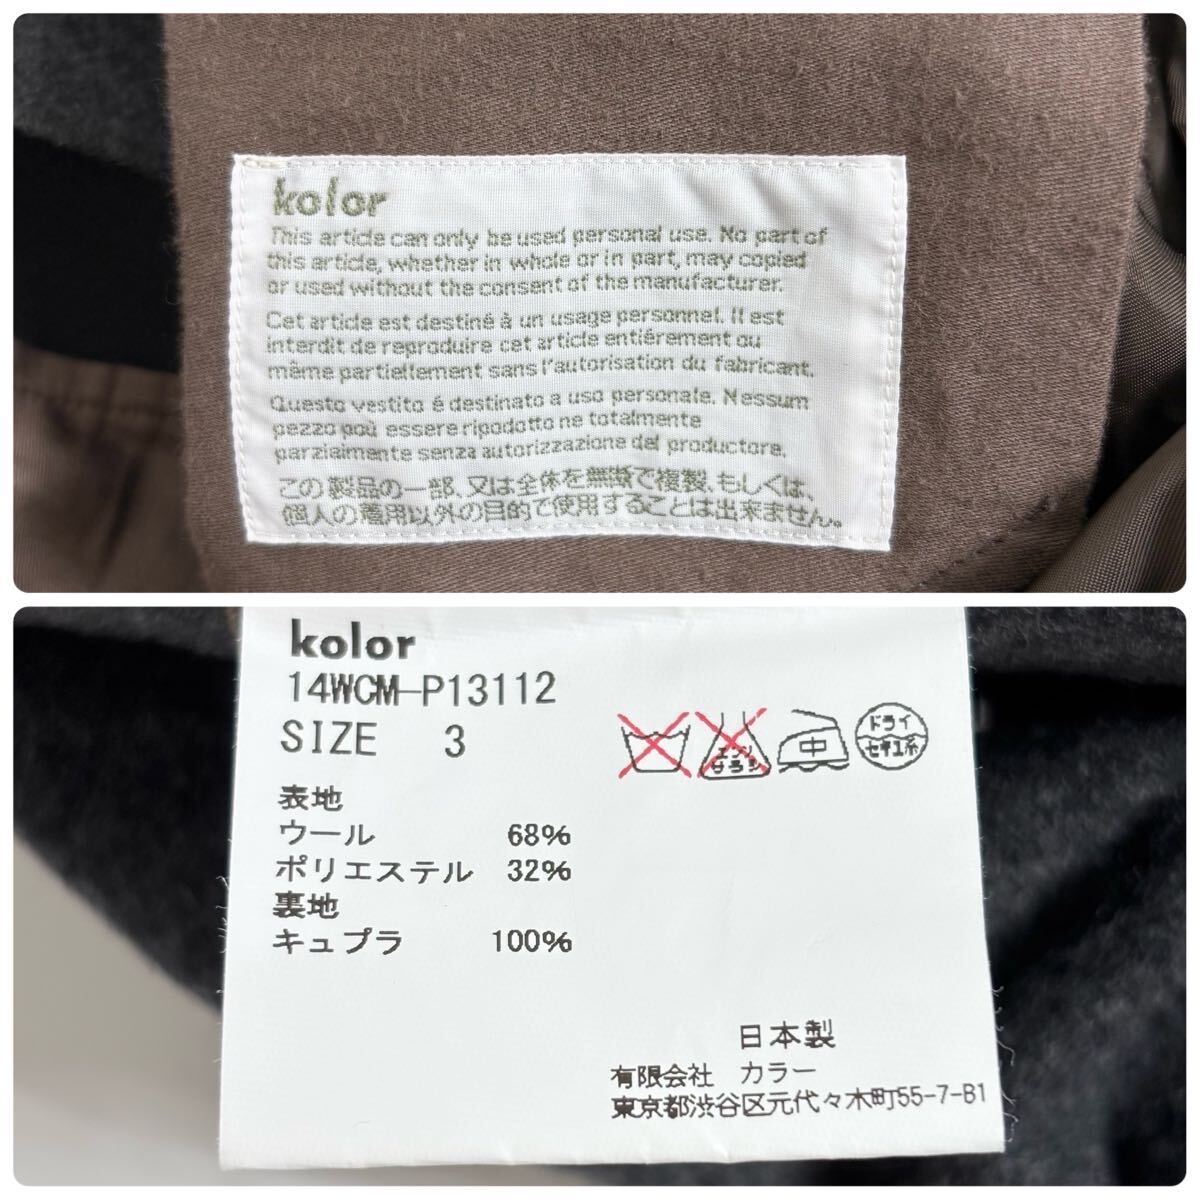 kolor
This article can only be used personal use. No part of
this article, whether in whole or in part, may copied
or used without the consent of the manufacturer.
Cet article est destiné à un usage personnel. Il est
interdit de reproduire cet article entiérement ou
même partiellement sans l'autorisation du fabricant.
Questo vestito é destinato a uso personale. Nessum
pezzo poù essere ripodotto ne totalmente
parzialmente senza autorizzazione del productore.
この製品の一部、又は全体を無断で複製、もしくは、
個人の着用以外の目的で使用することは出来ません。
kolor
14WCM-P13112
SIZE 3
エンソ
サラシ
中
ドライ
セキユ系
表地
ウール 68%
ポリエステル 32%
裏地
キュプラ 100%
日本製
有限会社 カラー
東京都渋谷区元代々木町55-7-B1